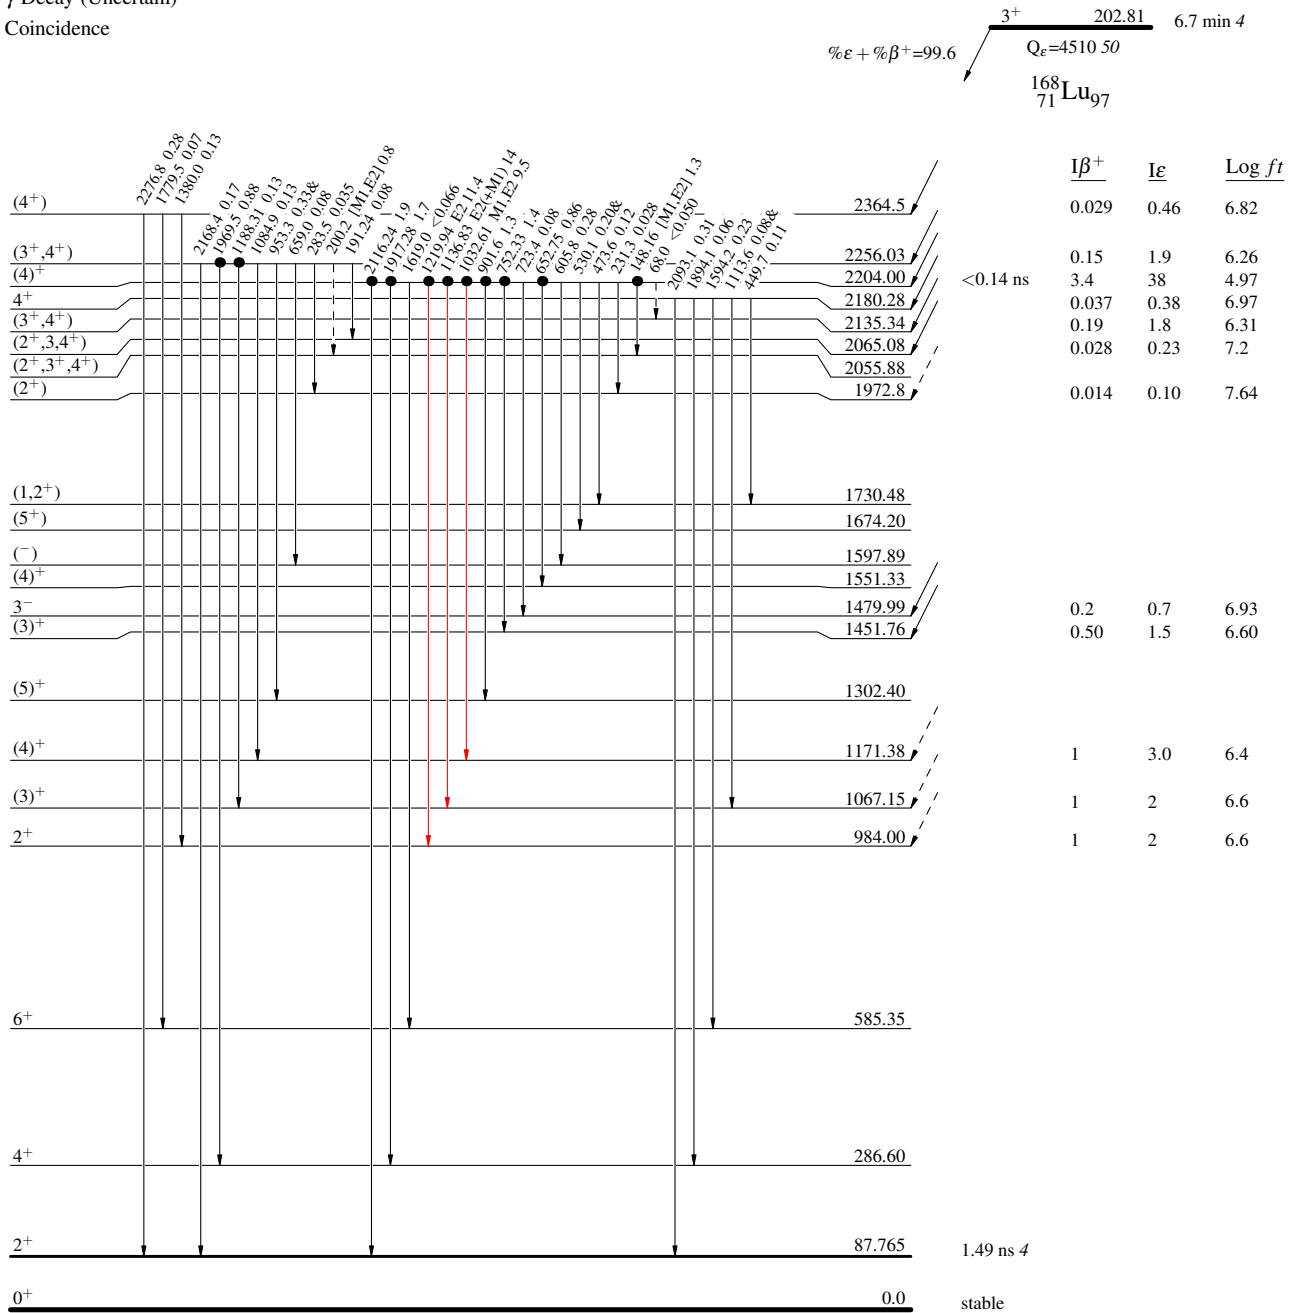 γ Decay (Uncertain)
Coincidence
3⁺ 202.81 6.7 min 4
%ε + %β⁺=99.6
Q_ε=4510 50
¹⁶⁸₇₁Lu₉₇
2276.8 0.28
1779.5 0.07
1380.0 0.13
2168.4 0.17
1969.5 0.88
1188.31 0.13
1084.9 0.13
953.3 0.33&
659.0 0.08
283.5 0.035
200.2 [M1,E2] 0.8
191.24 0.08
2116.24 1.9
1917.28 1.7
1619.0 <0.066
1219.94 E2 11.4
1136.83 E2(+M1) 14
1032.61 M1,E2 9.5
901.6 1.3
752.33 1.4
723.4 0.08
652.75 0.86
605.8 0.28
530.1 0.20&
473.6 0.12
231.3 0.028
148.16 [M1,E2] 1.3
68.0 <0.050
2093.1 0.31
1894.1 0.06
1594.2 0.23
1113.6 0.08&
449.7 0.11
Iβ⁺ Iε Log ft
(4⁺) 2364.5 0.029 0.46 6.82
(3⁺,4⁺) 2256.03 0.15 1.9 6.26
(4)⁺ 2204.00 <0.14 ns 3.4 38 4.97
4⁺ 2180.28 0.037 0.38 6.97
(3⁺,4⁺) 2135.34 0.19 1.8 6.31
(2⁺,3,4⁺) 2065.08 0.028 0.23 7.2
(2⁺,3⁺,4⁺) 2055.88
(2⁺) 1972.8 0.014 0.10 7.64
(1,2⁺) 1730.48
(5⁺) 1674.20
(⁻) 1597.89
(4)⁺ 1551.33
3⁻ 1479.99 0.2 0.7 6.93
(3)⁺ 1451.76 0.50 1.5 6.60
(5)⁺ 1302.40
(4)⁺ 1171.38 1 3.0 6.4
(3)⁺ 1067.15 1 2 6.6
2⁺ 984.00 1 2 6.6
6⁺ 585.35
4⁺ 286.60
2⁺ 87.765 1.49 ns 4
0⁺ 0.0 stable